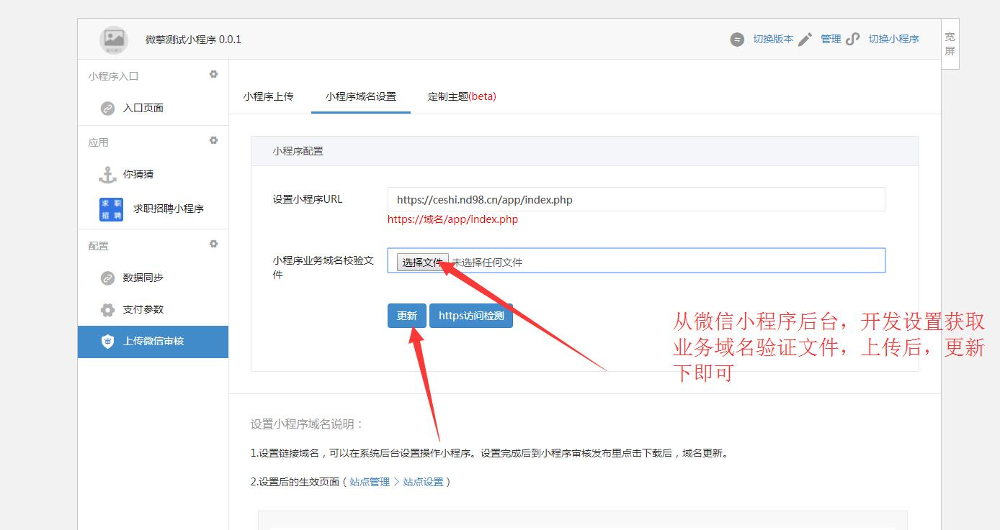 微擎测试小程序 0.0.1
切换版本
管理
切换小程序
宽
屏
小程序入口
入口页面
应用
你猜猜
求 职
招 聘
求职招聘小程序
配置
数据同步
支付参数
审
上传微信审核
小程序上传
小程序域名设置
定制主题(beta)
小程序配置
设置小程序URL
https://ceshi.nd98.cn/app/index.php
https://域名/app/index.php
小程序业务域名校验文
件
选择文件
未选择任何文件
更新
https访问检测
从微信小程序后台，开发设置获取
业务域名验证文件，上传后，更新
下即可
设置小程序域名说明：
1.设置链接域名，可以在系统后台设置操作小程序。设置完成后到小程序审核发布里点击下载后，域名更新。
2.设置后的生效页面（站点管理 > 站点设置）